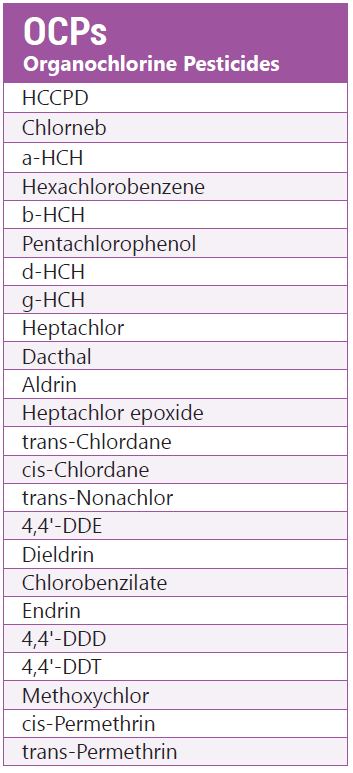 OCPs
Organochlorine Pesticides
HCCPD
Chlorneb
a-HCH
Hexachlorobenzene
b-HCH
Pentachlorophenol
d-HCH
g-HCH
Heptachlor
Dacthal
Aldrin
Heptachlor epoxide
trans-Chlordane
cis-Chlordane
trans-Nonachlor
4,4'-DDE
Dieldrin
Chlorobenzilate
Endrin
4,4'-DDD
4,4'-DDT
Methoxychlor
cis-Permethrin
trans-Permethrin